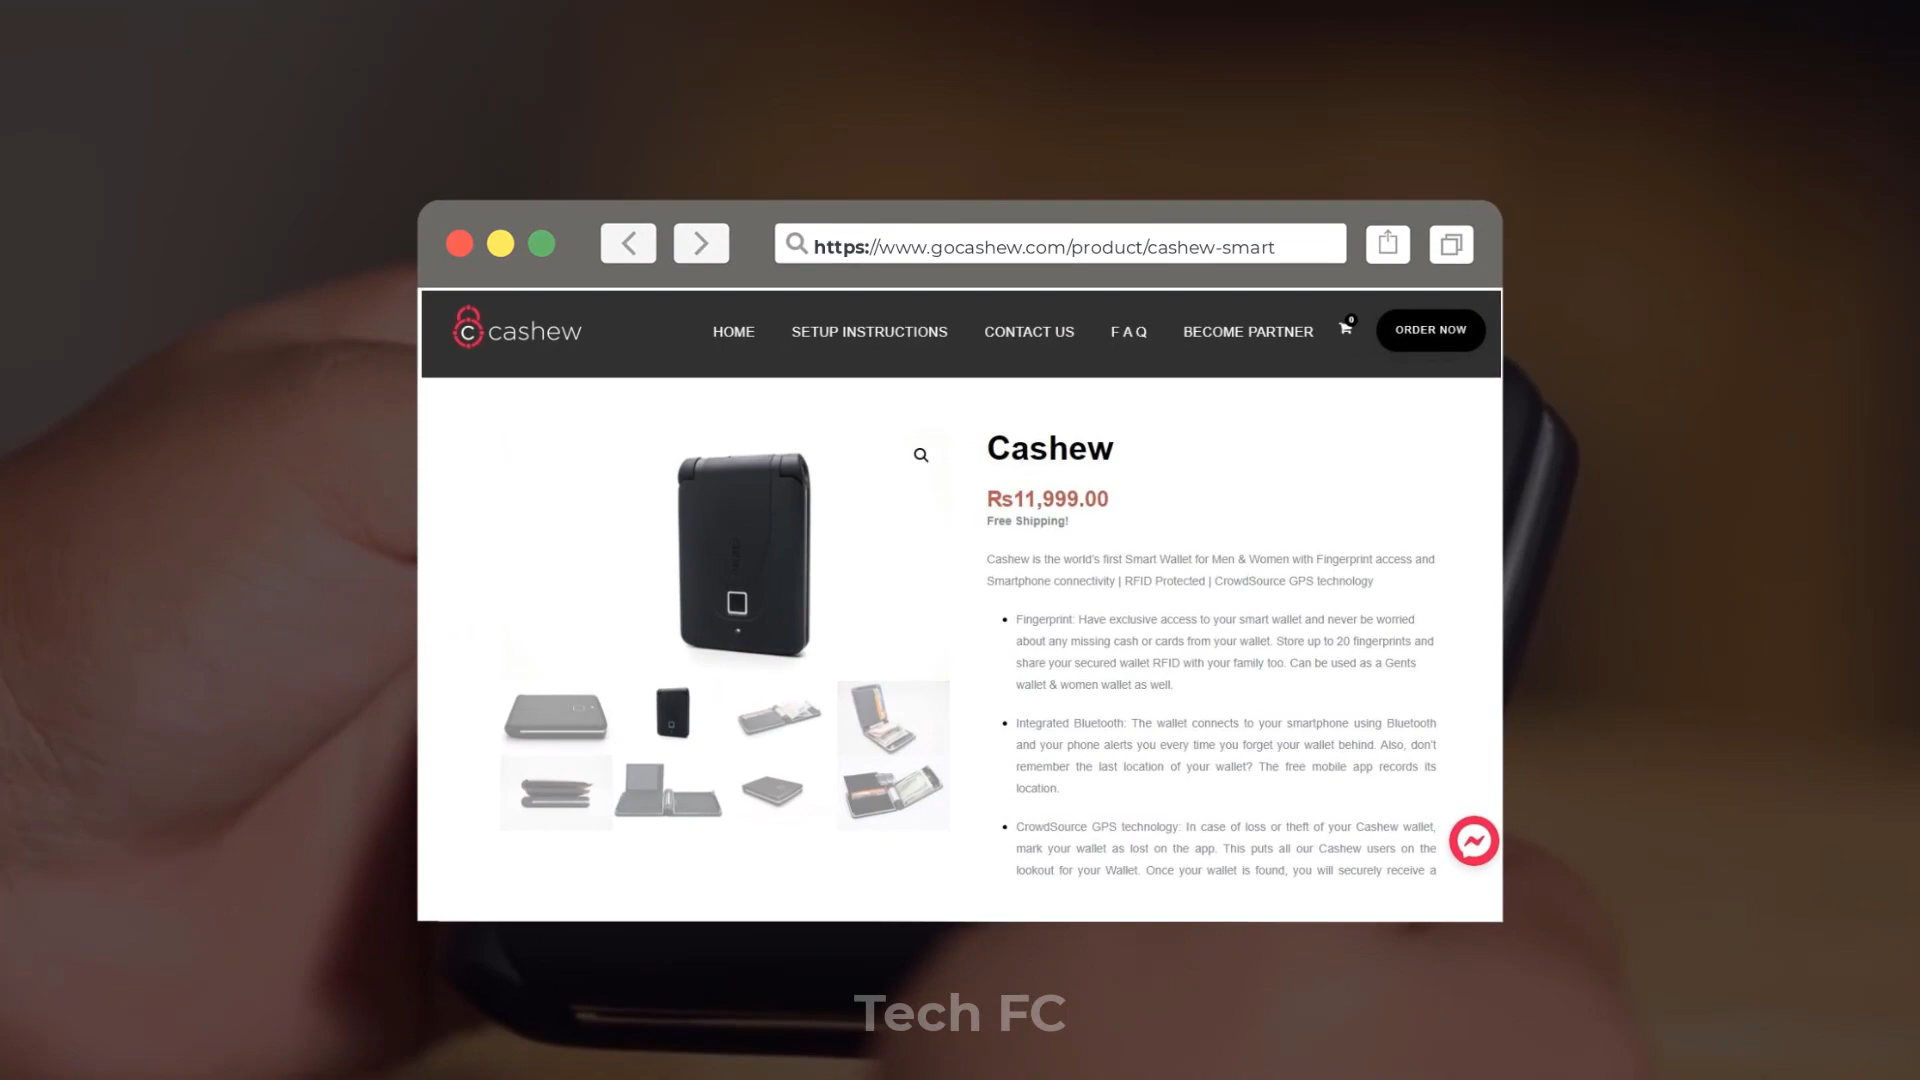 https://www.gocashew.com/product/cashew-smart
c cashew
HOME
SETUP INSTRUCTIONS
CONTACT US
F A Q
BECOME PARTNER
0
ORDER NOW
Cashew
Rs11,999.00
Free Shipping!
Cashew is the world's first Smart Wallet for Men & Women with Fingerprint access and
Smartphone connectivity | RFID Protected | CrowdSource GPS technology
Fingerprint: Have exclusive access to your smart wallet and never be worried
about any missing cash or cards from your wallet. Store up to 20 fingerprints and
share your secured wallet RFID with your family too. Can be used as a Gents
wallet & women wallet as well.
Integrated Bluetooth: The wallet connects to your smartphone using Bluetooth
and your phone alerts you every time you forget your wallet behind. Also, don't
remember the last location of your wallet? The free mobile app records its
location.
CrowdSource GPS technology: In case of loss or theft of your Cashew wallet,
mark your wallet as lost on the app. This puts all our Cashew users on the
lookout for your Wallet. Once your wallet is found, you will securely receive a
Tech FC